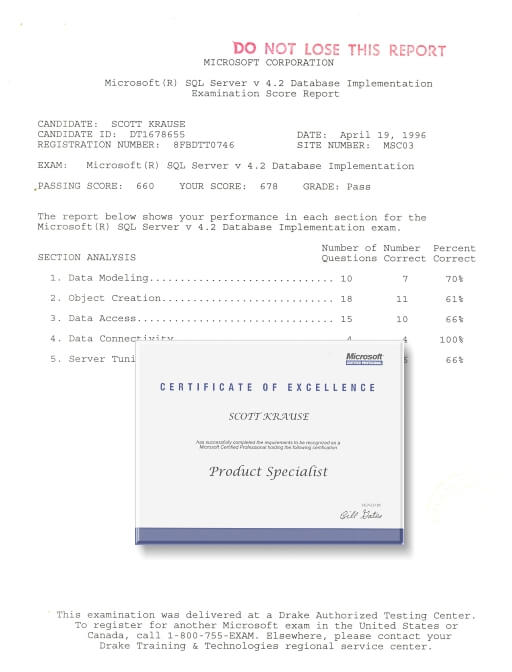 DO NOT LOSE THIS REPORT
MICROSOFT CORPORATION
Microsoft(R) SQL Server v 4.2 Database Implementation
Examination Score Report
CANDIDATE: SCOTT KRAUSE
CANDIDATE ID: DT1678655 DATE: April 19, 1996
REGISTRATION NUMBER: 8FBDTT0746 SITE NUMBER: MSC03
EXAM: Microsoft(R) SQL Server v 4.2 Database Implementation
PASSING SCORE: 660 YOUR SCORE: 678 GRADE: Pass
The report below shows your performance in each section for the
Microsoft(R) SQL Server v 4.2 Database Implementation exam.
Number of Number Percent
SECTION ANALYSIS Questions Correct Correct
1. Data Modeling.............................. 10 7 70%
2. Object Creation............................ 18 11 61%
3. Data Access................................ 15 10 66%
4. Data Connectivity 4 4 100%
5. Server Tuni 66%
Microsoft
CERTIFICATE OF EXCELLENCE
SCOTT KRAUSE
has successfully completed the requirements to be recognized as a
Microsoft Certified Professional holding the following certification
Product Specialist
Bill Gates
This examination was delivered at a Drake Authorized Testing Center.
To register for another Microsoft exam in the United States or
Canada, call 1-800-755-EXAM. Elsewhere, please contact your
Drake Training & Technologies regional service center.